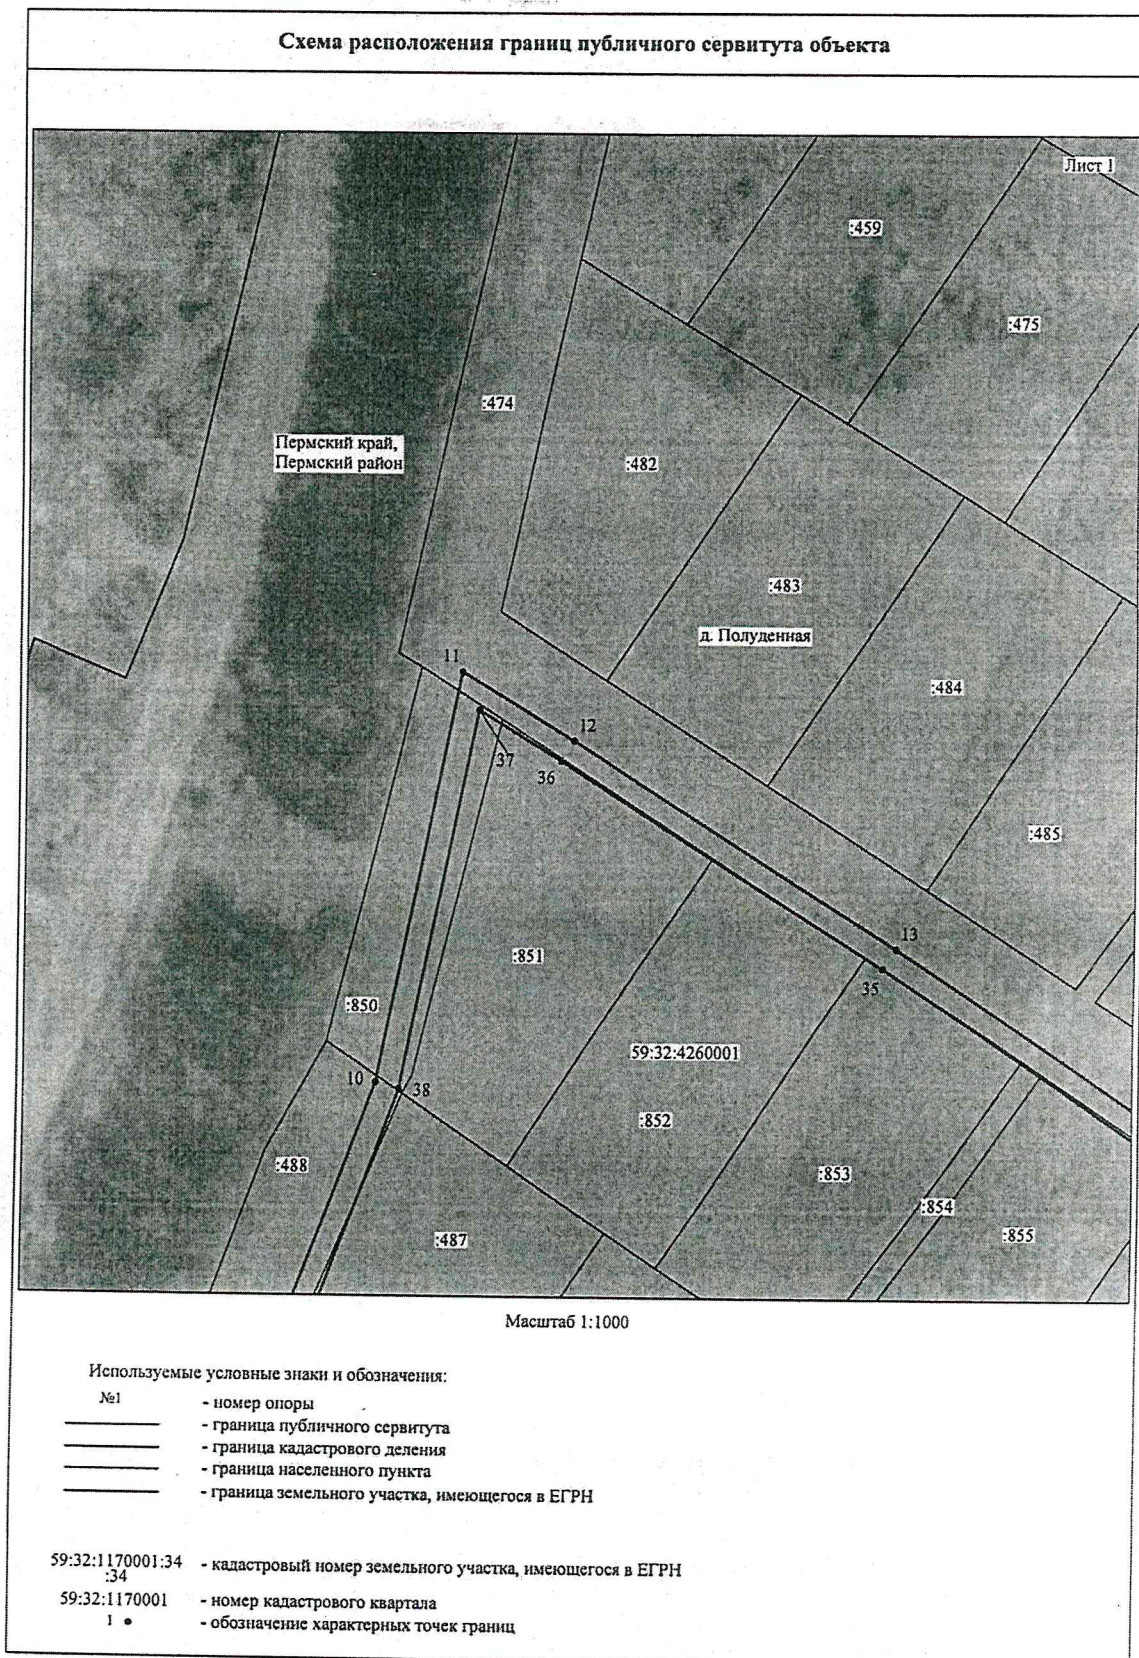 Схема расположения границ публичного сервитута объекта
Лист 1
:459
:475
:474
Пермский край,
Пермский район
:482
:483
д. Полуденная
11
:484
12
37
36
:485
13
:851
35
:850
59:32:4260001
10
38
:852
:488
:853
:854
:487
:855
Масштаб 1:1000
Используемые условные знаки и обозначения:
№1 - номер опоры
- граница публичного сервитута
- граница кадастрового деления
- граница населенного пункта
- граница земельного участка, имеющегося в ЕГРН
59:32:1170001:34 - кадастровый номер земельного участка, имеющегося в ЕГРН
:34
59:32:1170001 - номер кадастрового квартала
1 - обозначение характерных точек границ